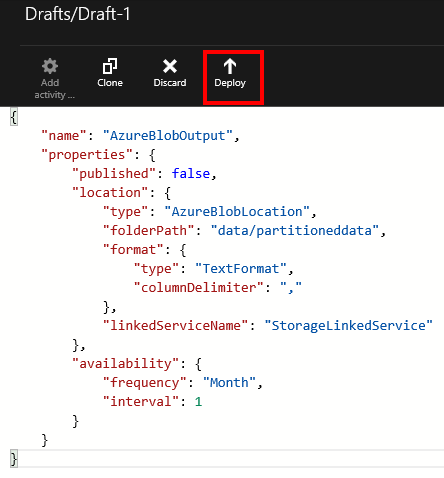 Drafts/Draft-1
Add activity ... Clone Discard Deploy
{
"name": "AzureBlobOutput",
"properties": {
"published": false,
"location": {
"type": "AzureBlobLocation",
"folderPath": "data/partitioneddata",
"format": {
"type": "TextFormat",
"columnDelimiter": ","
},
"linkedServiceName": "StorageLinkedService"
},
"availability": {
"frequency": "Month",
"interval": 1
}
}
}